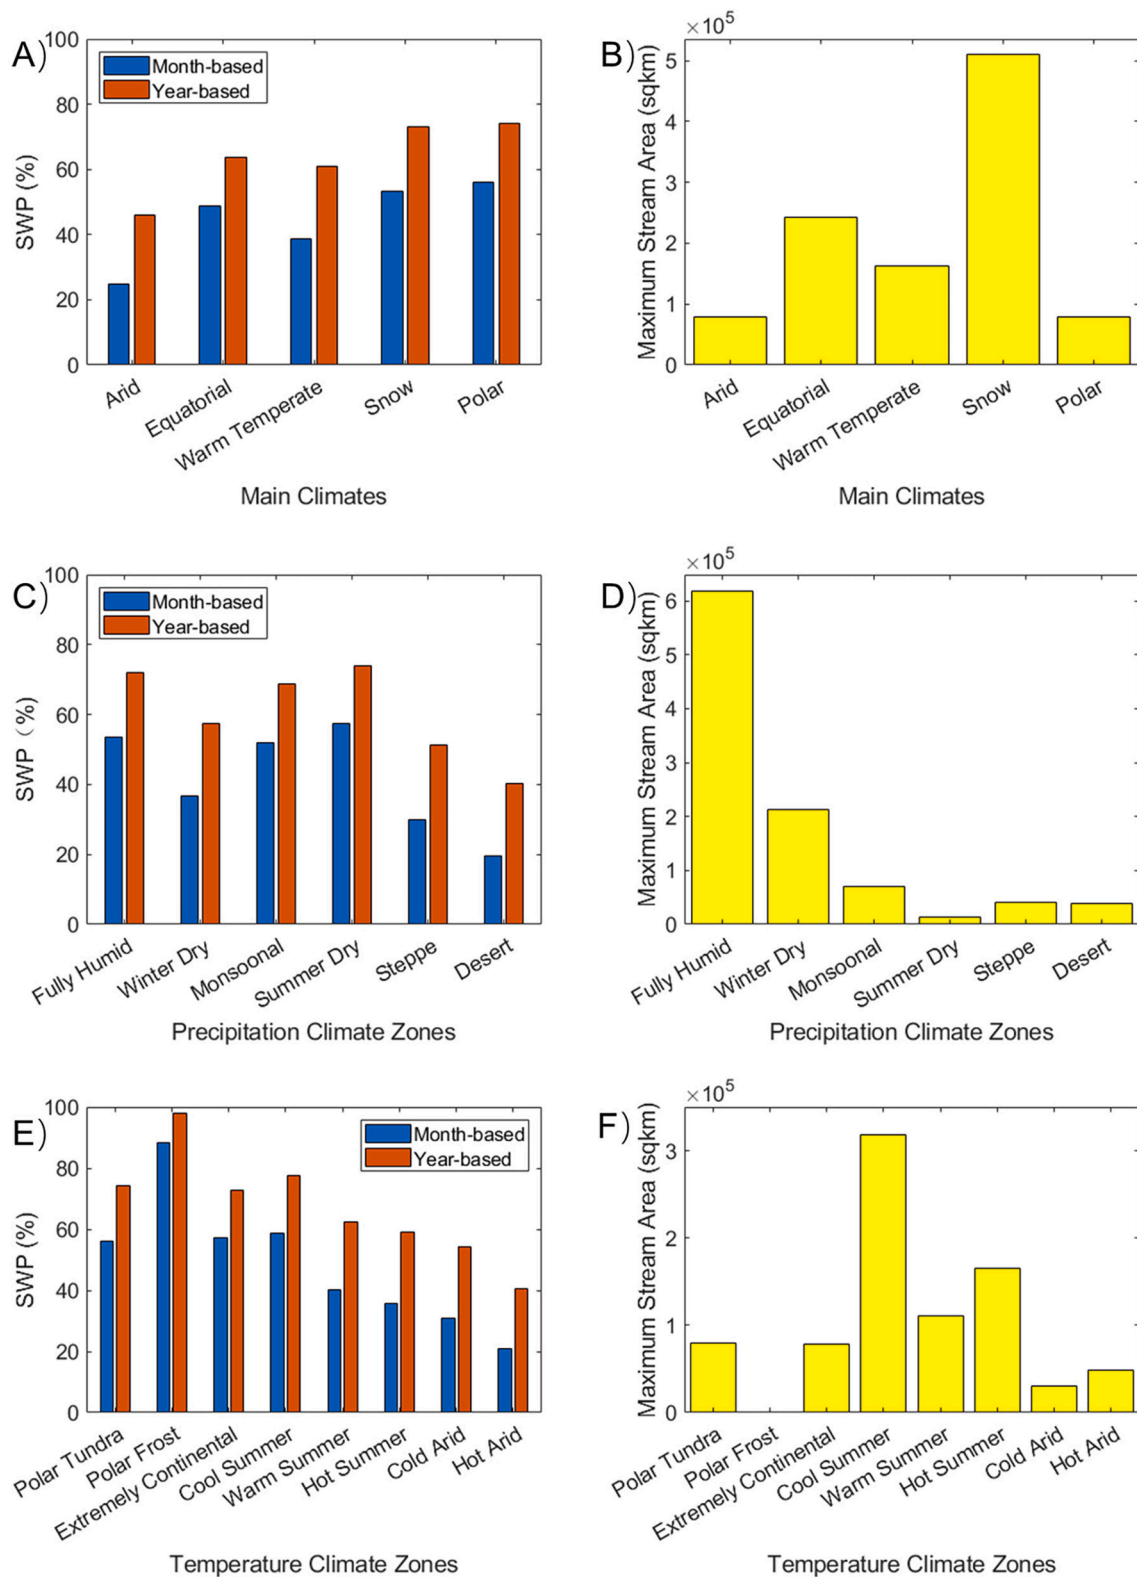 A)
100
80
60
40
20
0
SWP (%)
Month-based
Year-based
Arid
Equatorial
Warm Temperate
Snow
Polar
Main Climates
B)
×10⁵
5
4
3
2
1
0
Maximum Stream Area (sqkm)
Arid
Equatorial
Warm Temperate
Snow
Polar
Main Climates
C)
100
80
60
40
20
0
SWP (%)
Month-based
Year-based
Fully Humid
Winter Dry
Monsoonal
Summer Dry
Steppe
Desert
Precipitation Climate Zones
D)
×10⁵
6
5
4
3
2
1
0
Maximum Stream Area (sqkm)
Fully Humid
Winter Dry
Monsoonal
Summer Dry
Steppe
Desert
Precipitation Climate Zones
E)
100
80
60
40
20
0
SWP (%)
Month-based
Year-based
Polar Tundra
Polar Frost
Extremely Continental
Cool Summer
Warm Summer
Hot Summer
Cold Arid
Hot Arid
Temperature Climate Zones
F)
×10⁵
3
2
1
0
Maximum Stream Area (sqkm)
Polar Tundra
Polar Frost
Extremely Continental
Cool Summer
Warm Summer
Hot Summer
Cold Arid
Hot Arid
Temperature Climate Zones